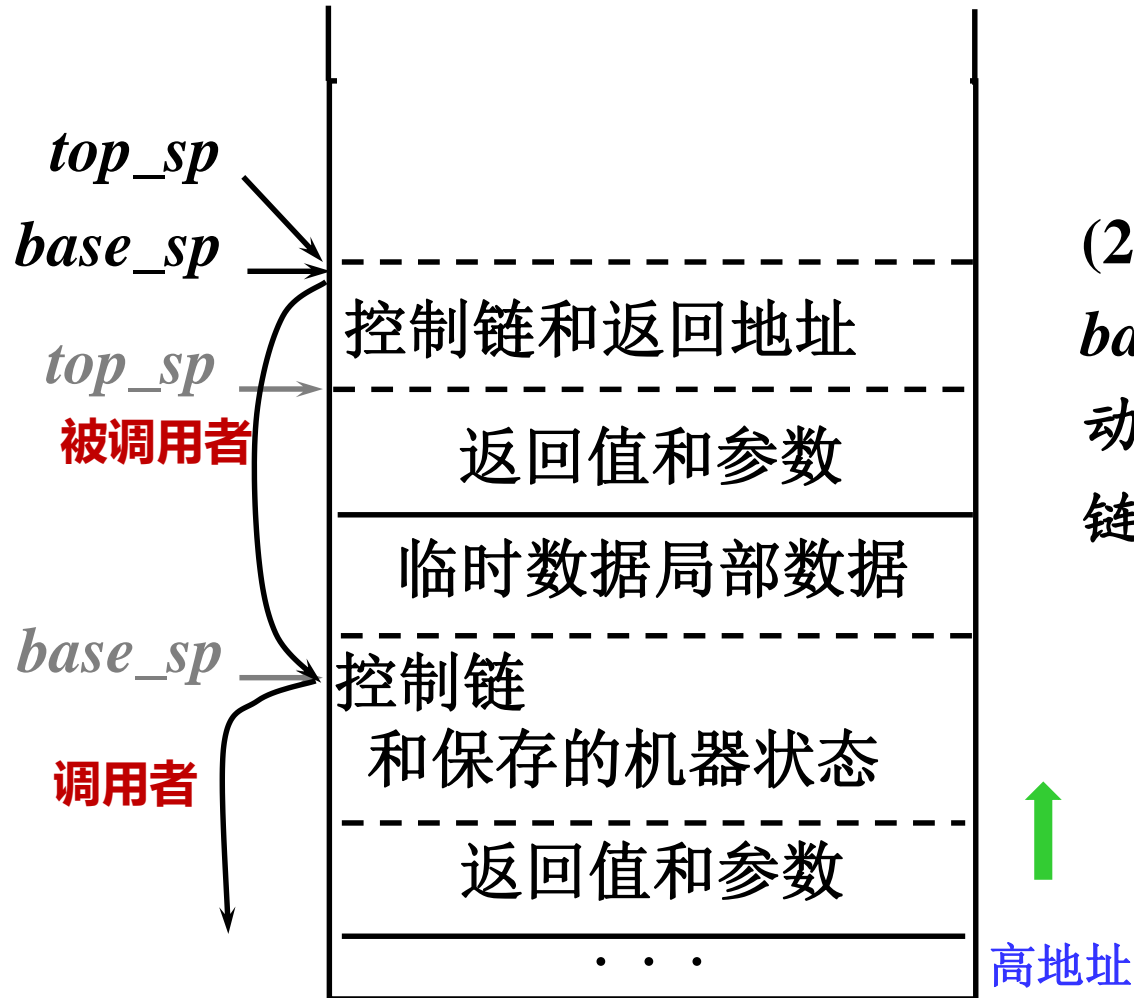 top_sp
base_sp
控制链和返回地址
top_sp
被调用者
返回值和参数
临时数据局部数据
base_sp
控制链
和保存的机器状态
调用者
返回值和参数
· · ·
高地址
(2
ba
动
链